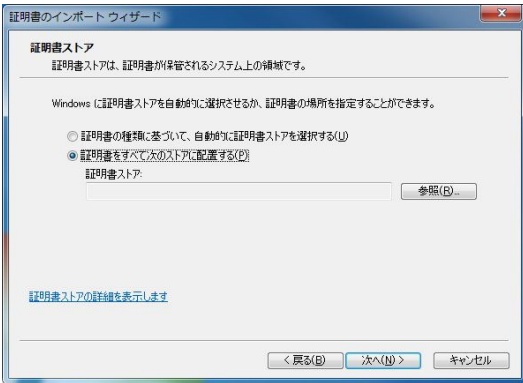 証明書のインポート ウィザード
証明書ストア
証明書ストアは、証明書が保管されるシステム上の領域です。
Windows に証明書ストアを自動的に選択させるか、証明書の場所を指定することができます。
証明書の種類に基づいて、自動的に証明書ストアを選択する(U)
証明書をすべて次のストアに配置する(P)
証明書ストア:
参照(R)...
証明書ストアの詳細を表示します
< 戻る(B)
次へ(N) >
キャンセル